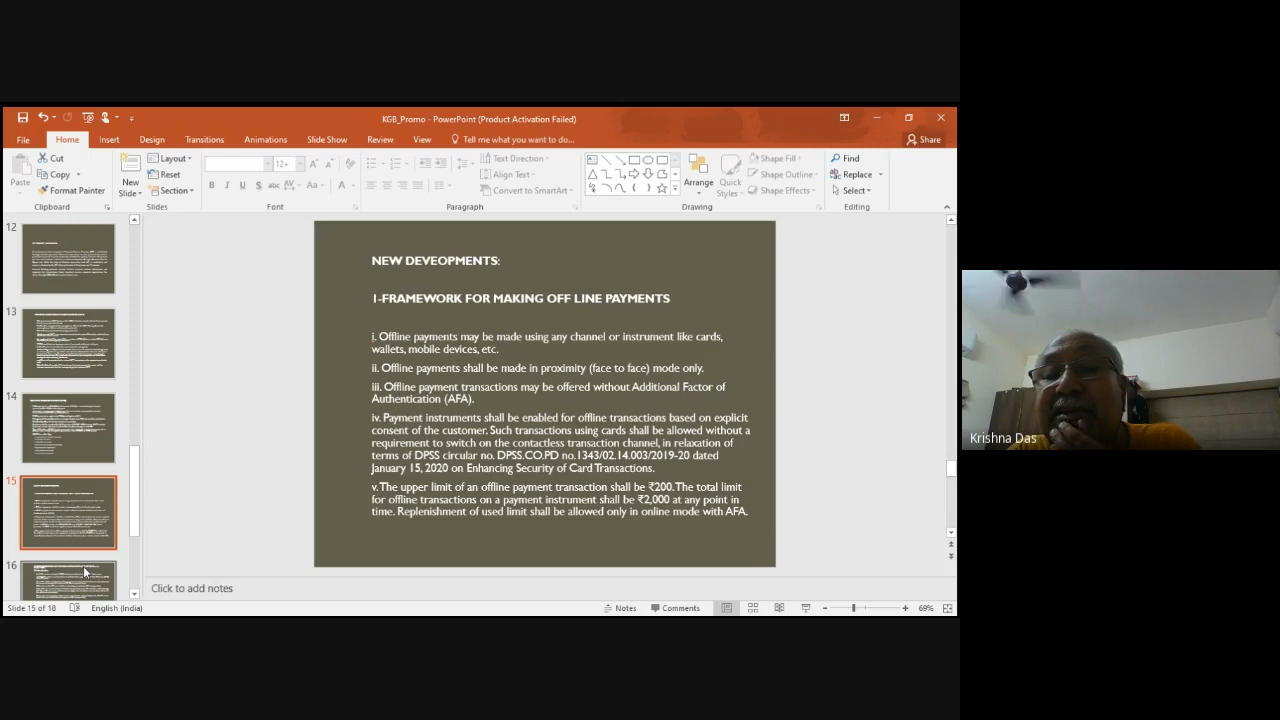 KGB_Promo - PowerPoint (Product Activation Failed)
File Home Insert Design Transitions Animations Slide Show Review View Tell me what you want to do... Share
Paste
Cut
Copy
Format Painter
Clipboard
New
Slide
Layout
Reset
Section
Slides
12+
B I U S abc AV Aa A
Font
Text Direction
Align Text
Convert to SmartArt
Paragraph
Arrange
Quick
Styles
Shape Fill
Shape Outline
Shape Effects
Drawing
Find
Replace
Select
Editing
12
13
14
15
16
NEW DEVEOPMENTS:
1-FRAMEWORK FOR MAKING OFF LINE PAYMENTS
i. Offline payments may be made using any channel or instrument like cards,
wallets, mobile devices, etc.
ii. Offline payments shall be made in proximity (face to face) mode only.
iii. Offline payment transactions may be offered without Additional Factor of
Authentication (AFA).
iv. Payment instruments shall be enabled for offline transactions based on explicit
consent of the customer. Such transactions using cards shall be allowed without a
requirement to switch on the contactless transaction channel, in relaxation of
terms of DPSS circular no. DPSS.CO.PD no.1343/02.14.003/2019-20 dated
January 15, 2020 on Enhancing Security of Card Transactions.
v. The upper limit of an offline payment transaction shall be ₹200. The total limit
for offline transactions on a payment instrument shall be ₹2,000 at any point in
time. Replenishment of used limit shall be allowed only in online mode with AFA.
Click to add notes
Slide 15 of 18 English (India) Notes Comments 69%
Krishna Das